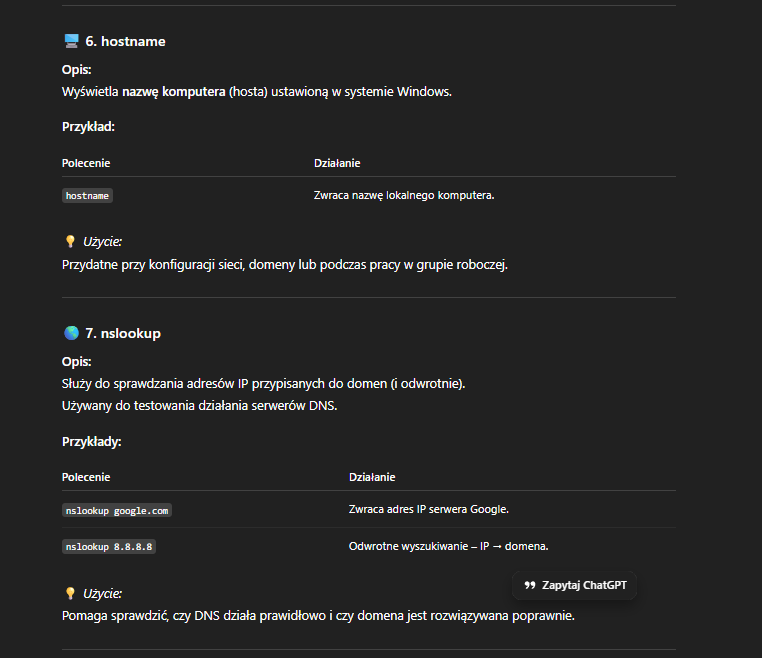 6. hostname
Opis:
Wyświetla nazwę komputera (hosta) ustawioną w systemie Windows.
Przykład:
Polecenie Działanie
hostname Zwraca nazwę lokalnego komputera.
Użycie:
Przydatne przy konfiguracji sieci, domeny lub podczas pracy w grupie roboczej.
7. nslookup
Opis:
Służy do sprawdzania adresów IP przypisanych do domen (i odwrotnie).
Używany do testowania działania serwerów DNS.
Przykłady:
Polecenie Działanie
nslookup google.com Zwraca adres IP serwera Google.
nslookup 8.8.8.8 Odwrotne wyszukiwanie – IP → domena.
Zapytaj ChatGPT
Użycie:
Pomaga sprawdzić, czy DNS działa prawidłowo i czy domena jest rozwiązywana poprawnie.